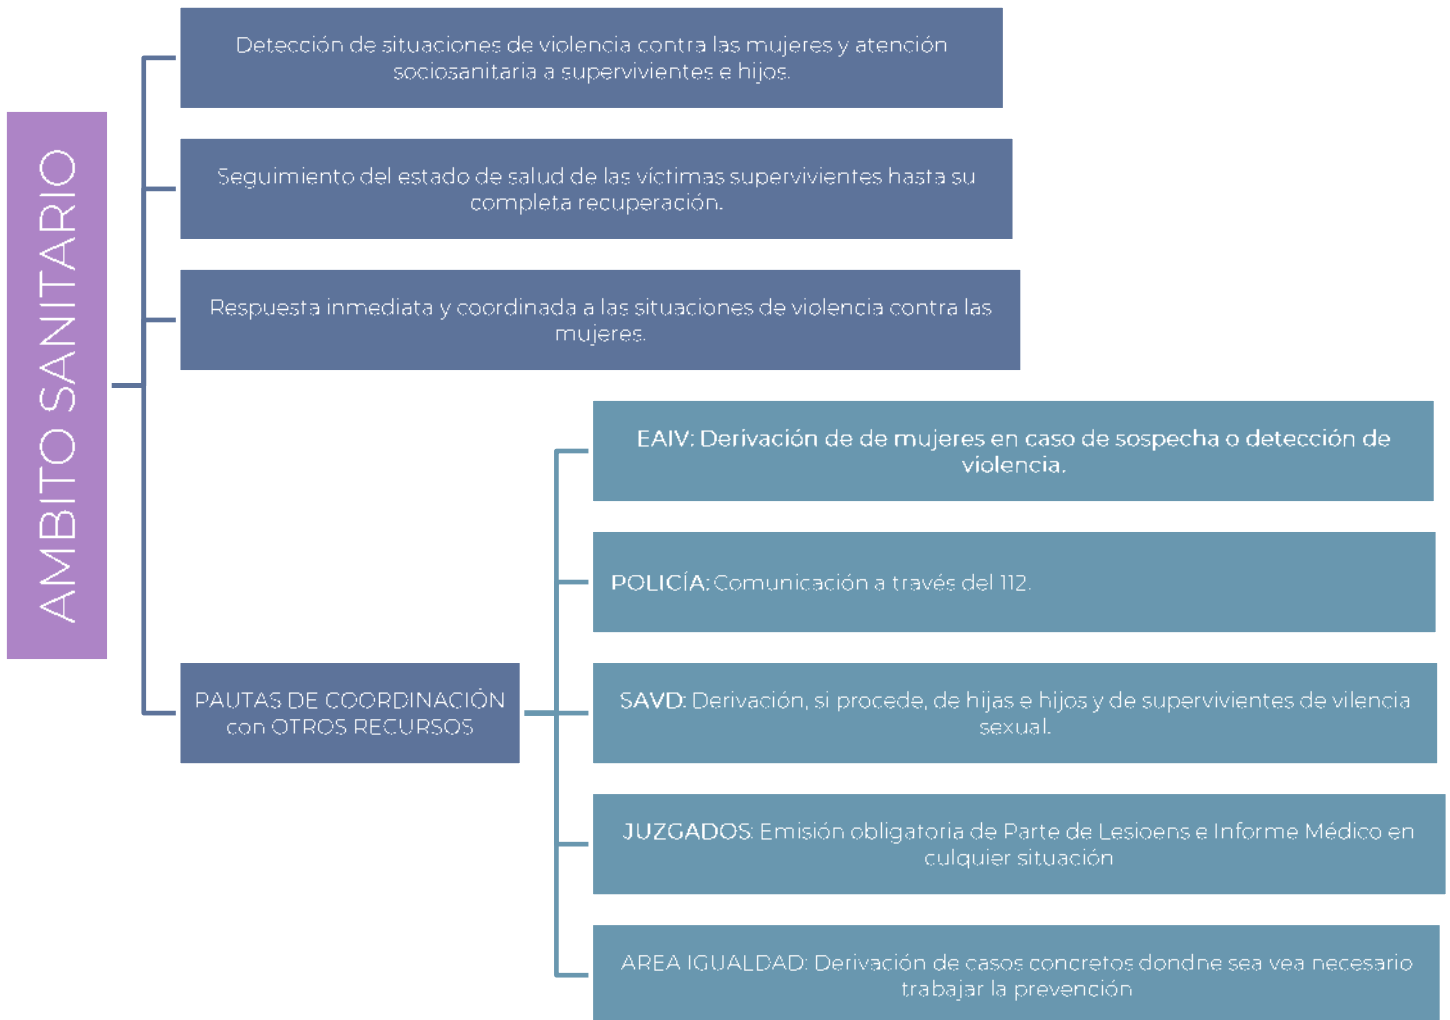 AMBITO SANITARIO
Detección de situaciones de violencia contra las mujeres y atención
sociosanitaria a supervivientes e hijos.
Seguimiento del estado de salud de las víctimas supervivientes hasta su
completa recuperación.
Respuesta inmediata y coordinada a las situaciones de violencia contra las
mujeres.
PAUTAS DE COORDINACIÓN
con OTROS RECURSOS
EAIV: Derivación de de mujeres en caso de sospecha o detección de
violencia.
POLICÍA: Comunicación a través del 112.
SAVD: Derivación, si procede, de hijas e hijos y de supervivientes de vilencia
sexual.
JUZGADOS: Emisión obligatoria de Parte de Lesioens e Informe Médico en
culquier situación
AREA IGUALDAD: Derivación de casos concretos dondne sea vea necesario
trabajar la prevención